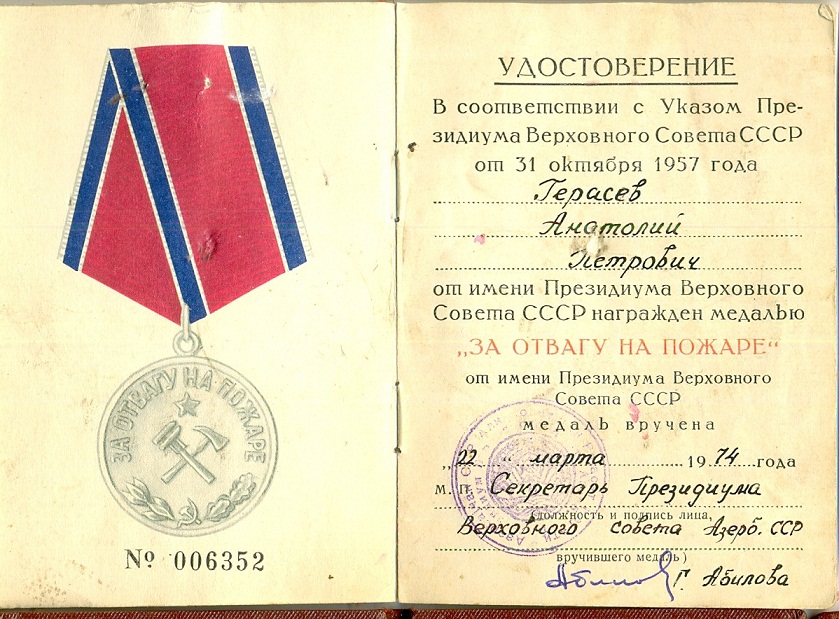 ЗА ОТВАГУ НА ПОЖАРЕ
№ 006352
УДОСТОВЕРЕНИЕ
В соответствии с Указом Пре-
зидиума Верховного Совета СССР
от 31 октября 1957 года
Герасев
Анатолий
Петрович
от имени Президиума Верховного
Совета СССР награжден медалью
„ЗА ОТВАГУ НА ПОЖАРЕ“
от имени Президиума Верховного
Совета СССР
медаль вручена
„22 “ марта 1974 года
м. п. Секретарь Президиума
(должность и подпись лица,
Верховного совета Азерб. ССР
вручившего медаль)
Г. Абилова